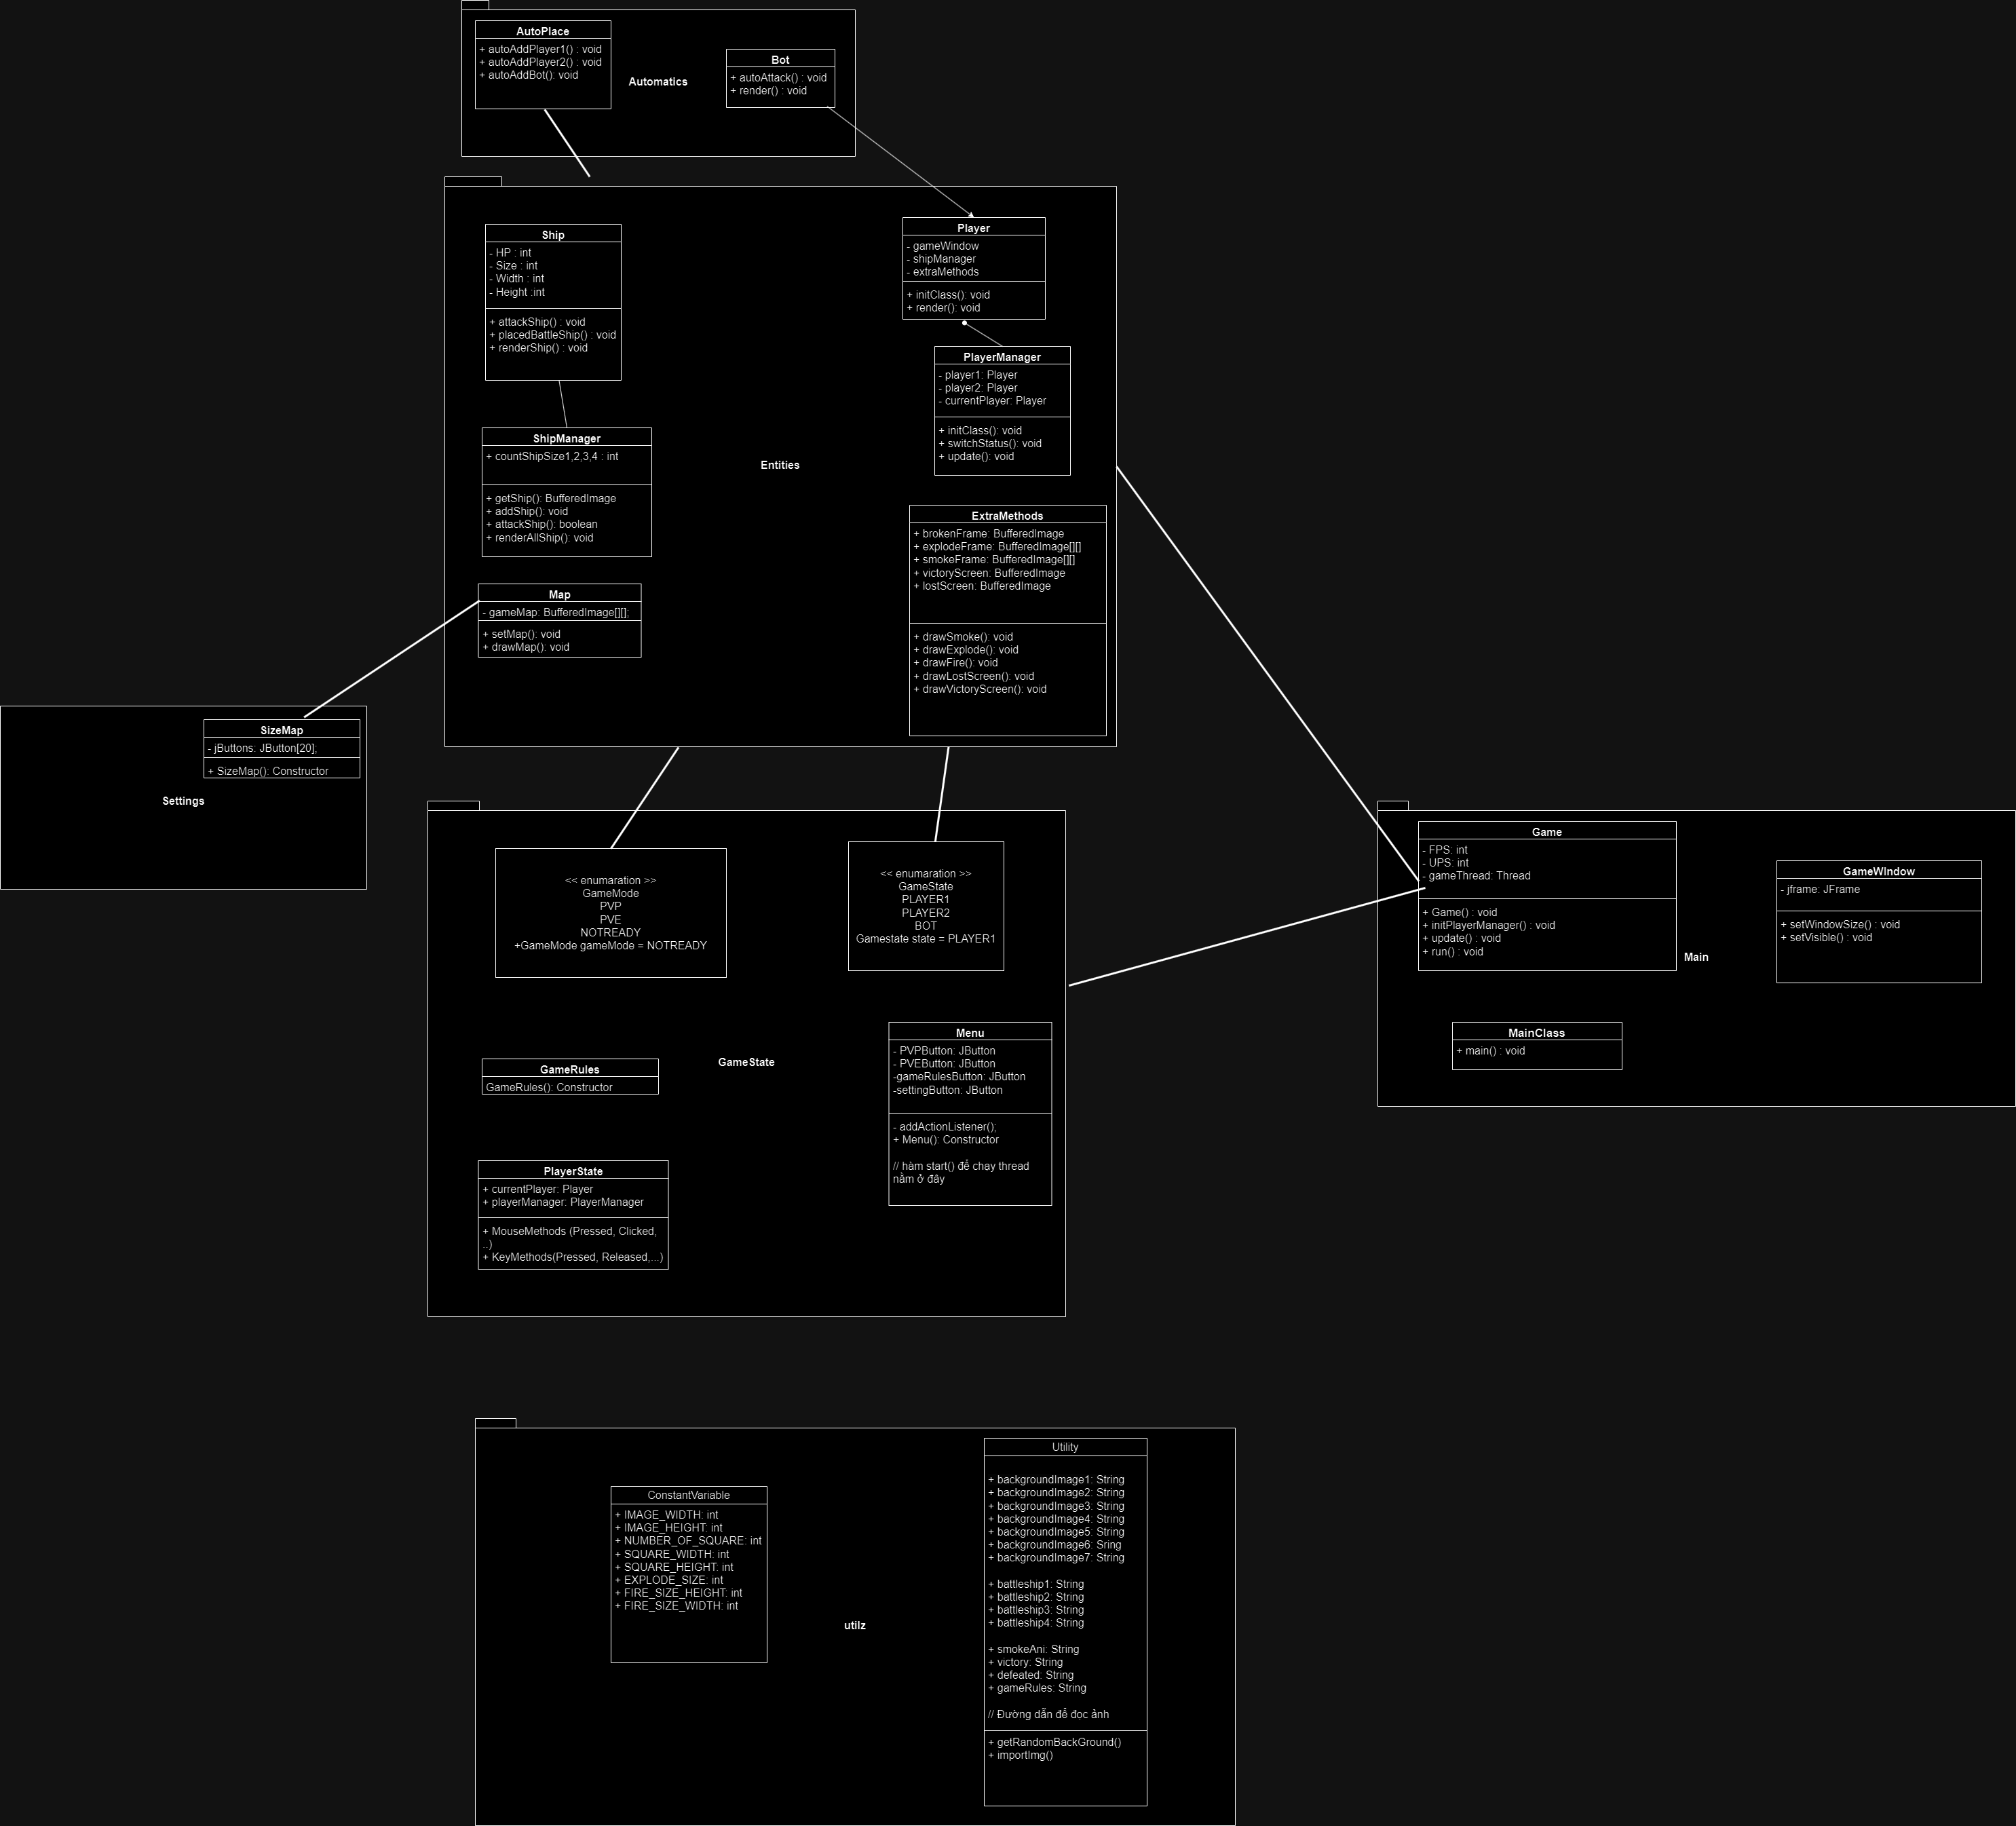 AutoPlace
+ autoAddPlayer1() : void
+ autoAddPlayer2() : void
+ autoAddBot(): void
Automatics
Bot
+ autoAttack() : void
+ render() : void
Ship
- HP : int
- Size : int
- Width : int
- Height :int
+ attackShip() : void
+ placedBattleShip() : void
+ renderShip() : void
Player
- gameWindow
- shipManager
- extraMethods
+ initClass(): void
+ render(): void
PlayerManager
- player1: Player
- player2: Player
- currentPlayer: Player
+ initClass(): void
+ switchStatus(): void
+ update(): void
ShipManager
+ countShipSize1,2,3,4 : int
+ getShip(): BufferedImage
+ addShip(): void
+ attackShip(): boolean
+ renderAllShip(): void
Entities
ExtraMethods
+ brokenFrame: BufferedImage
+ explodeFrame: BufferedImage[][]
+ smokeFrame: BufferedImage[][]
+ victoryScreen: BufferedImage
+ lostScreen: BufferedImage
+ drawSmoke(): void
+ drawExplode(): void
+ drawFire(): void
+ drawLostScreen(): void
+ drawVictoryScreen(): void
Map
- gameMap: BufferedImage[][];
+ setMap(): void
+ drawMap(): void
SizeMap
- jButtons: JButton[20];
+ SizeMap(): Constructor
Settings
<< enumaration >>
GameMode
PVP
PVE
NOTREADY
+GameMode gameMode = NOTREADY
<< enumaration >>
GameState
PLAYER1
PLAYER2
BOT
Gamestate state = PLAYER1
Game
- FPS: int
- UPS: int
- gameThread: Thread
+ Game() : void
+ initPlayerManager() : void
+ update() : void
+ run() : void
Main
GameWIndow
- jframe: JFrame
+ setWindowSize() : void
+ setVisible() : void
MainClass
+ main() : void
GameRules
GameRules(): Constructor
GameState
Menu
- PVPButton: JButton
- PVEButton: JButton
-gameRulesButton: JButton
-settingButton: JButton
- addActionListener();
+ Menu(): Constructor
// hàm start() để chạy thread
nằm ở đây
PlayerState
+ currentPlayer: Player
+ playerManager: PlayerManager
+ MouseMethods (Pressed, Clicked,
..)
+ KeyMethods(Pressed, Released,...)
ConstantVariable
+ IMAGE_WIDTH: int
+ IMAGE_HEIGHT: int
+ NUMBER_OF_SQUARE: int
+ SQUARE_WIDTH: int
+ SQUARE_HEIGHT: int
+ EXPLODE_SIZE: int
+ FIRE_SIZE_HEIGHT: int
+ FIRE_SIZE_WIDTH: int
utilz
Utility
+ backgroundImage1: String
+ backgroundImage2: String
+ backgroundImage3: String
+ backgroundImage4: String
+ backgroundImage5: String
+ backgroundImage6: Sring
+ backgroundImage7: String
+ battleship1: String
+ battleship2: String
+ battleship3: String
+ battleship4: String
+ smokeAni: String
+ victory: String
+ defeated: String
+ gameRules: String
// Đường dẫn để đọc ảnh
+ getRandomBackGround()
+ importImg()